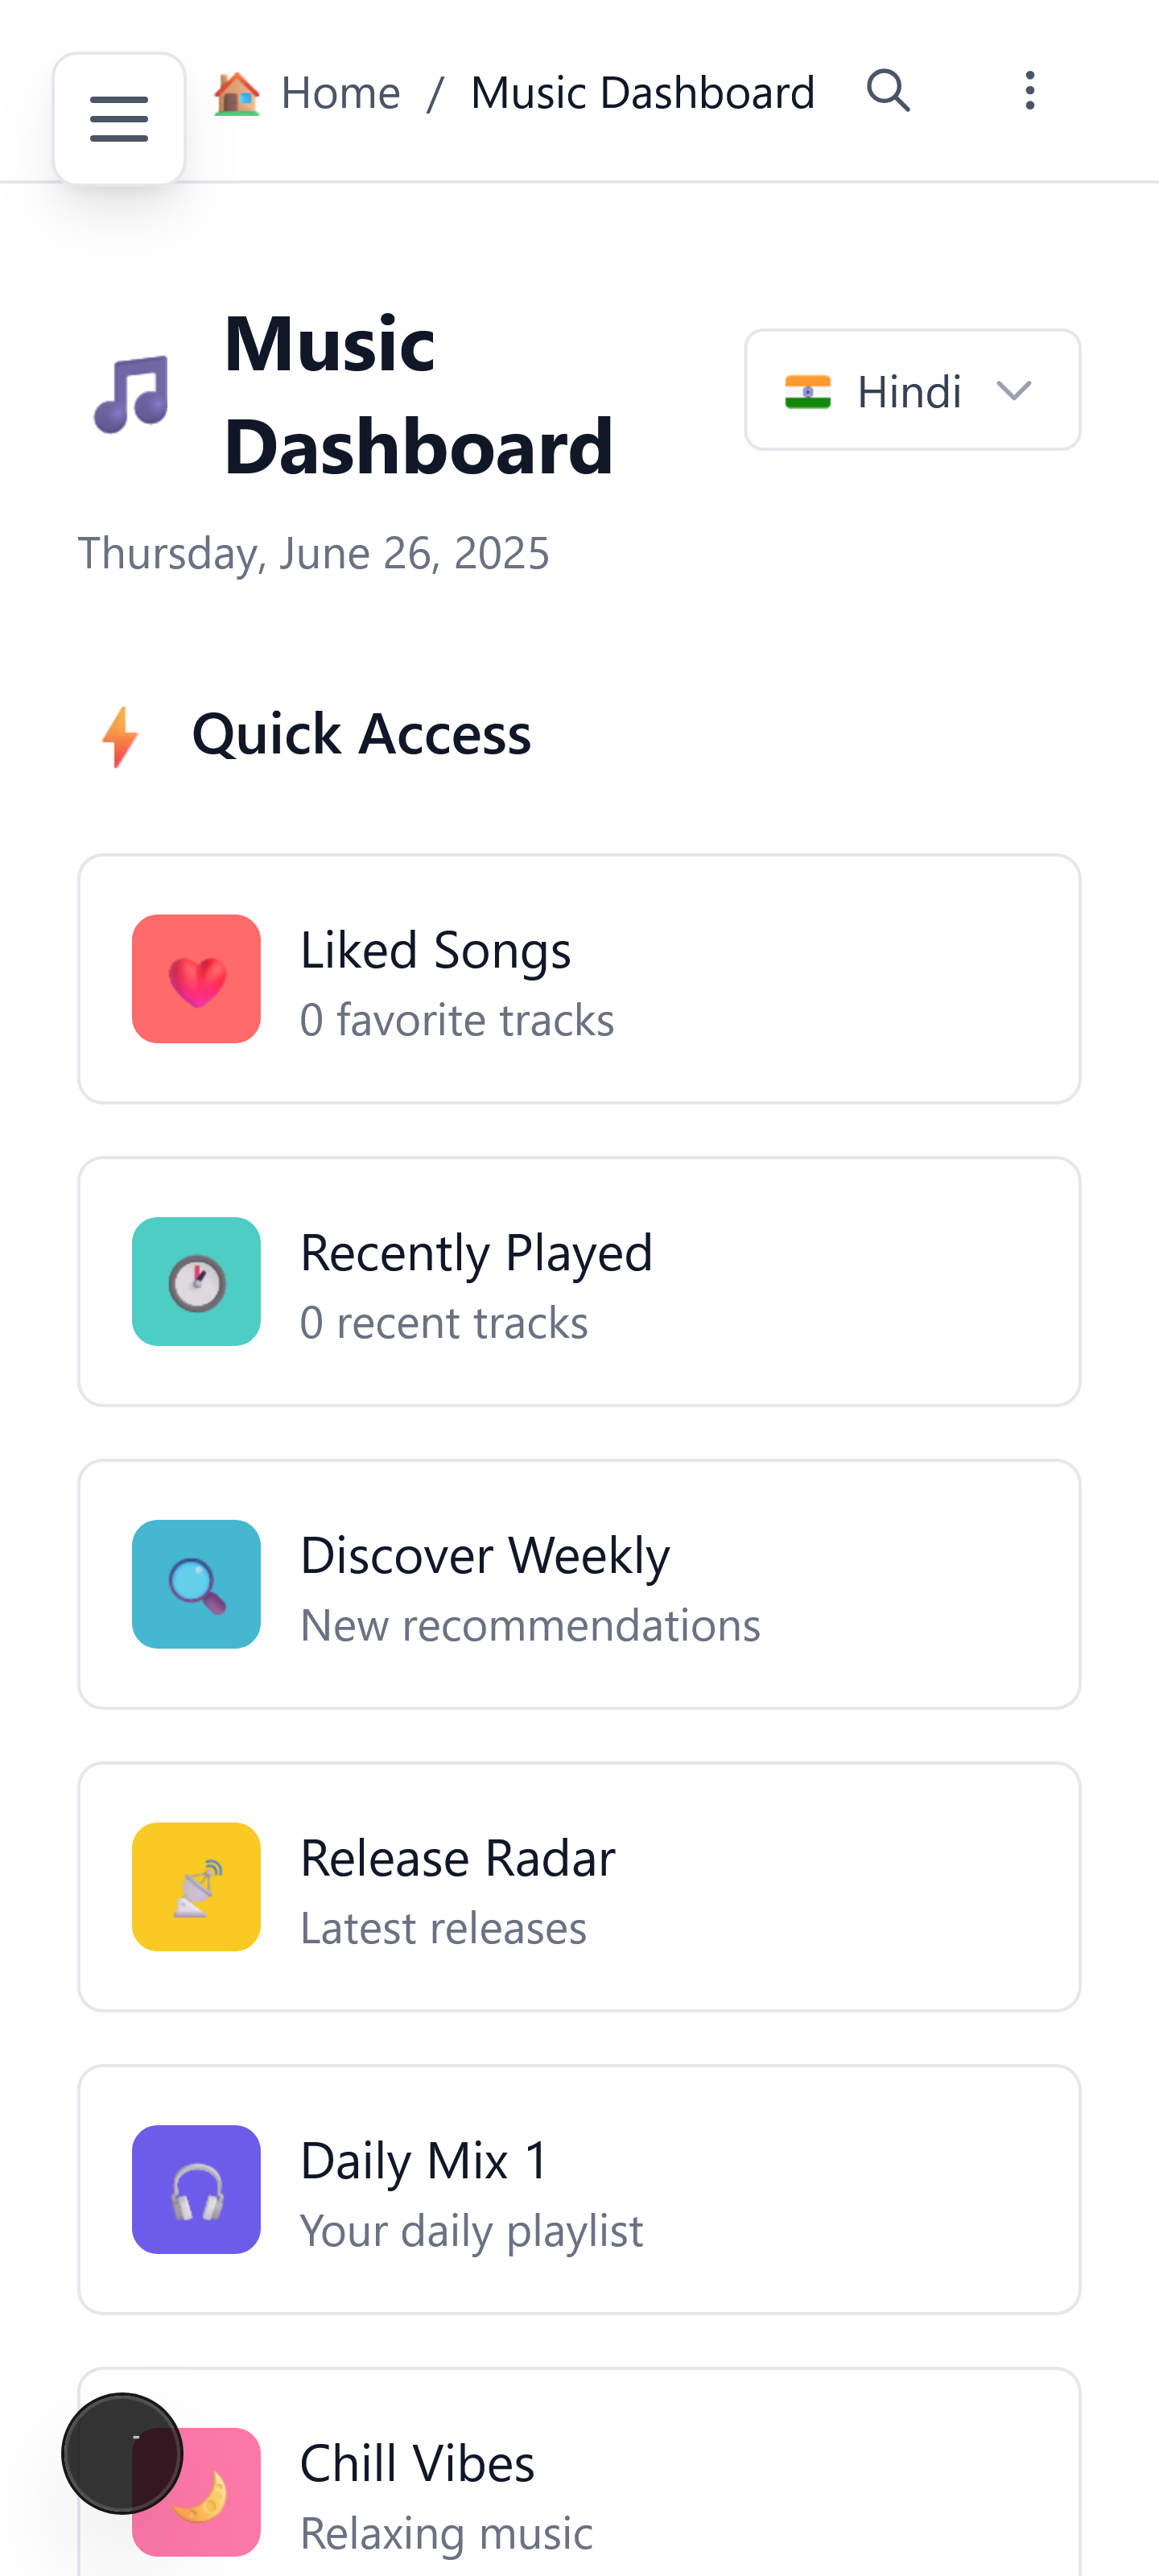 Home / Music Dashboard
Music
Dashboard
Hindi
Thursday, June 26, 2025
Quick Access
Liked Songs
0 favorite tracks
Recently Played
0 recent tracks
Discover Weekly
New recommendations
Release Radar
Latest releases
Daily Mix 1
Your daily playlist
Chill Vibes
Relaxing music